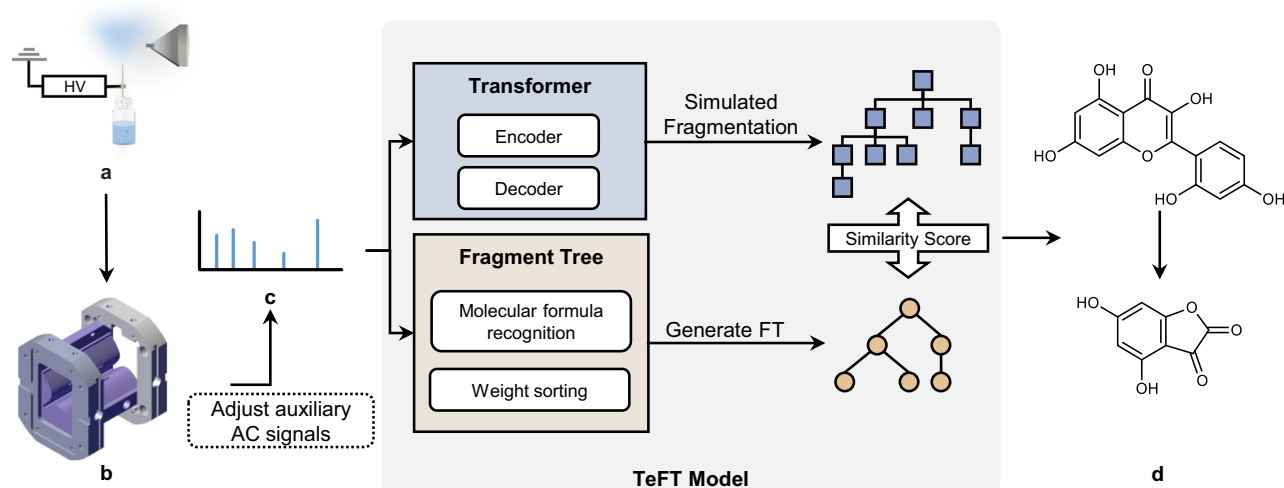 HV
a
b
c
Adjust auxiliary
AC signals
Transformer
Encoder
Decoder
Fragment Tree
Molecular formula
recognition
Weight sorting
Simulated
Fragmentation
Generate FT
Similarity Score
TeFT Model
OH
O
OH
HO
O
HO
OH
HO
O
O
O
OH
d